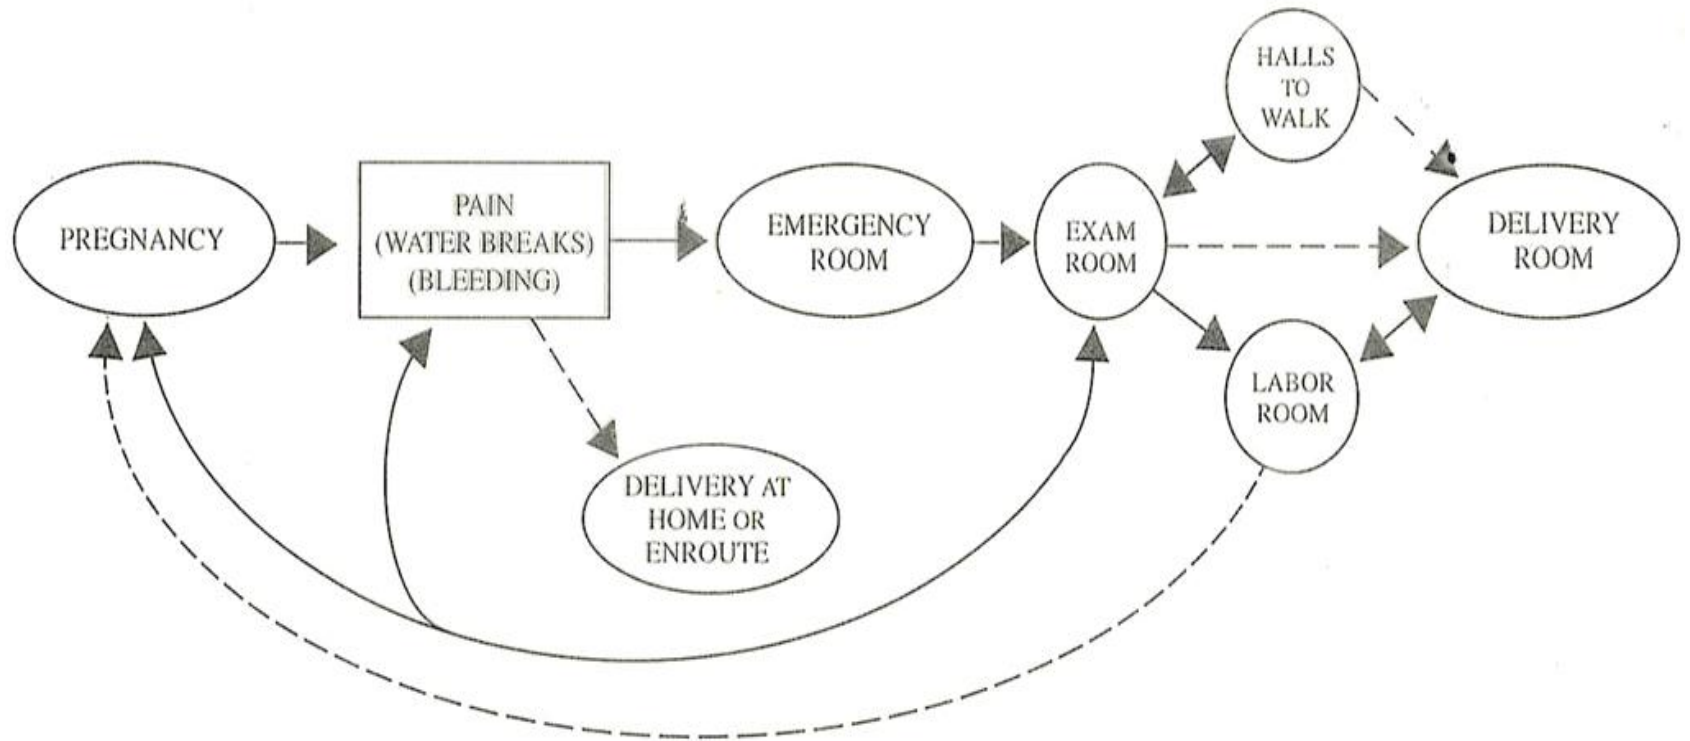 PREGNANCY
PAIN
(WATER BREAKS)
(BLEEDING)
EMERGENCY
ROOM
EXAM
ROOM
HALLS
TO
WALK
DELIVERY
ROOM
LABOR
ROOM
DELIVERY AT
HOME OR
ENROUTE